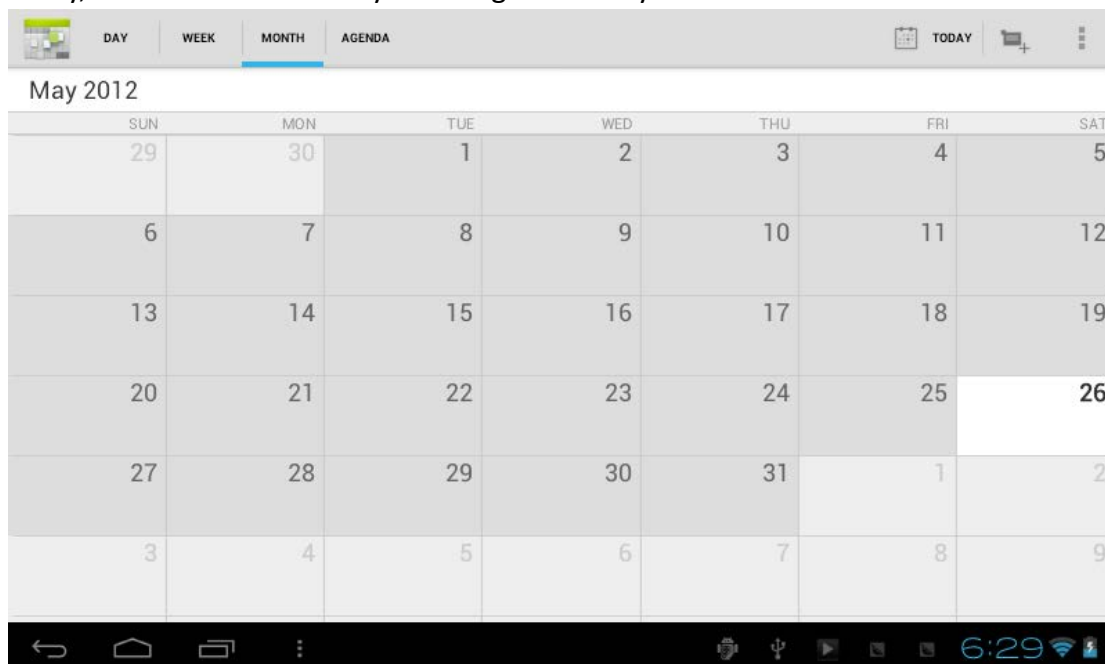 DAY WEEK MONTH AGENDA TODAY
May 2012
SUN MON TUE WED THU FRI SAT
29 30 1 2 3 4 5
6 7 8 9 10 11 12
13 14 15 16 17 18 19
20 21 22 23 24 25 26
27 28 29 30 31 1 2
3 4 5 6 7 8 9
6:29